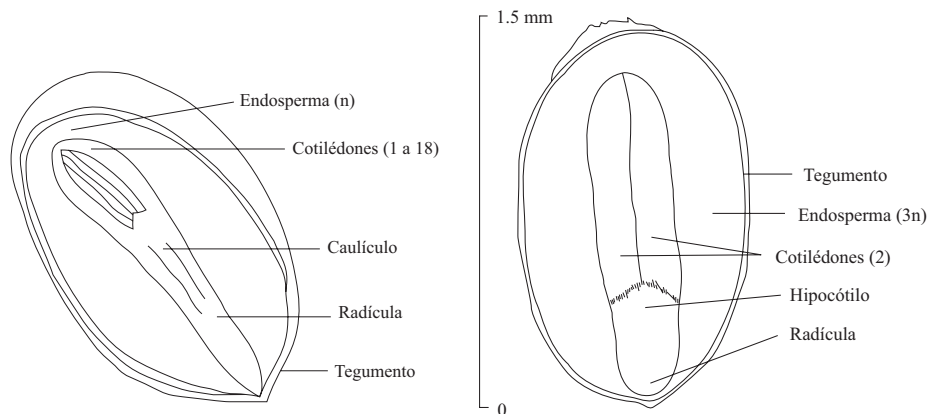 Endosperma (n)
Cotilédones (1 a 18)
Caulículo
Radícula
Tegumento
1.5 mm
0
Tegumento
Endosperma (3n)
Cotilédones (2)
Hipocótilo
Radícula